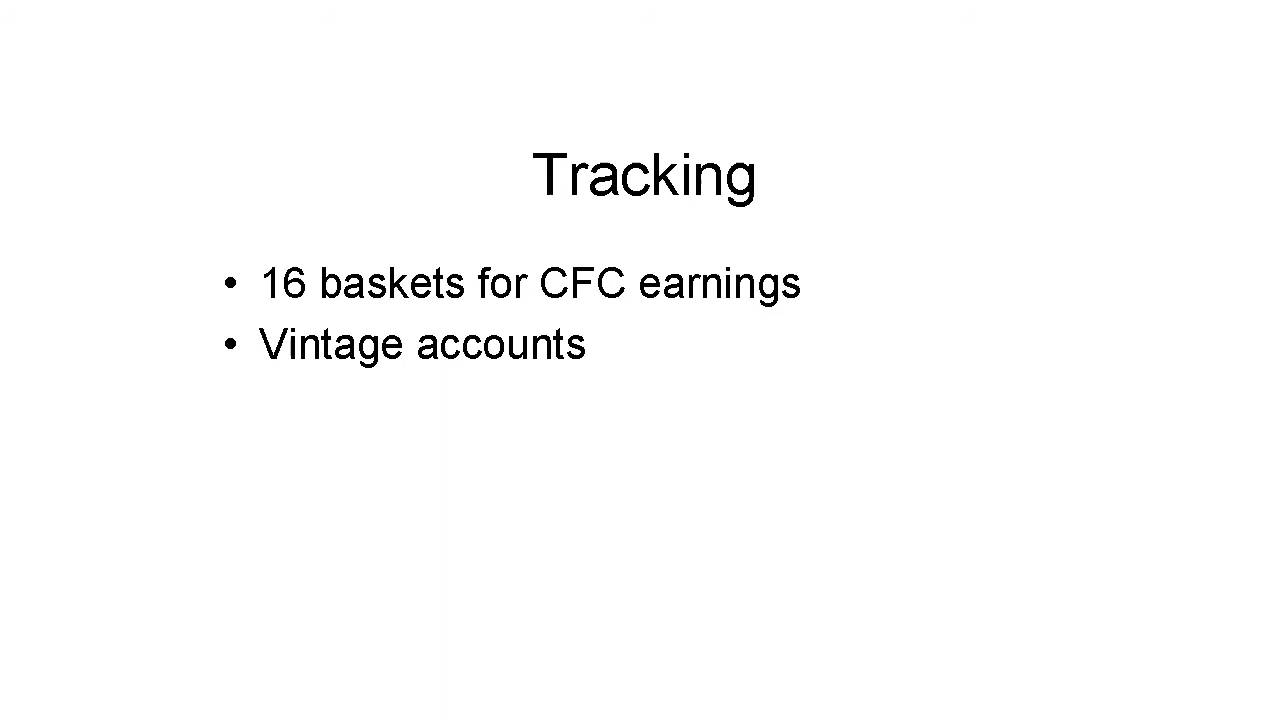 Tracking
• 16 baskets for CFC earnings
• Vintage accounts